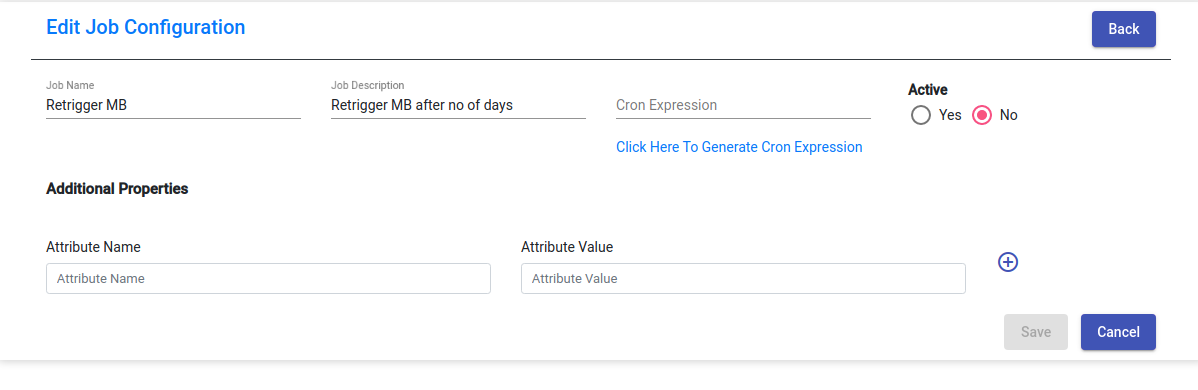 Edit Job Configuration
Back
Job Name
Retrigger MB
Job Description
Retrigger MB after no of days
Cron Expression
Click Here To Generate Cron Expression
Active
Yes
No
Additional Properties
Attribute Name
Attribute Value
Attribute Name
Attribute Value
Save
Cancel